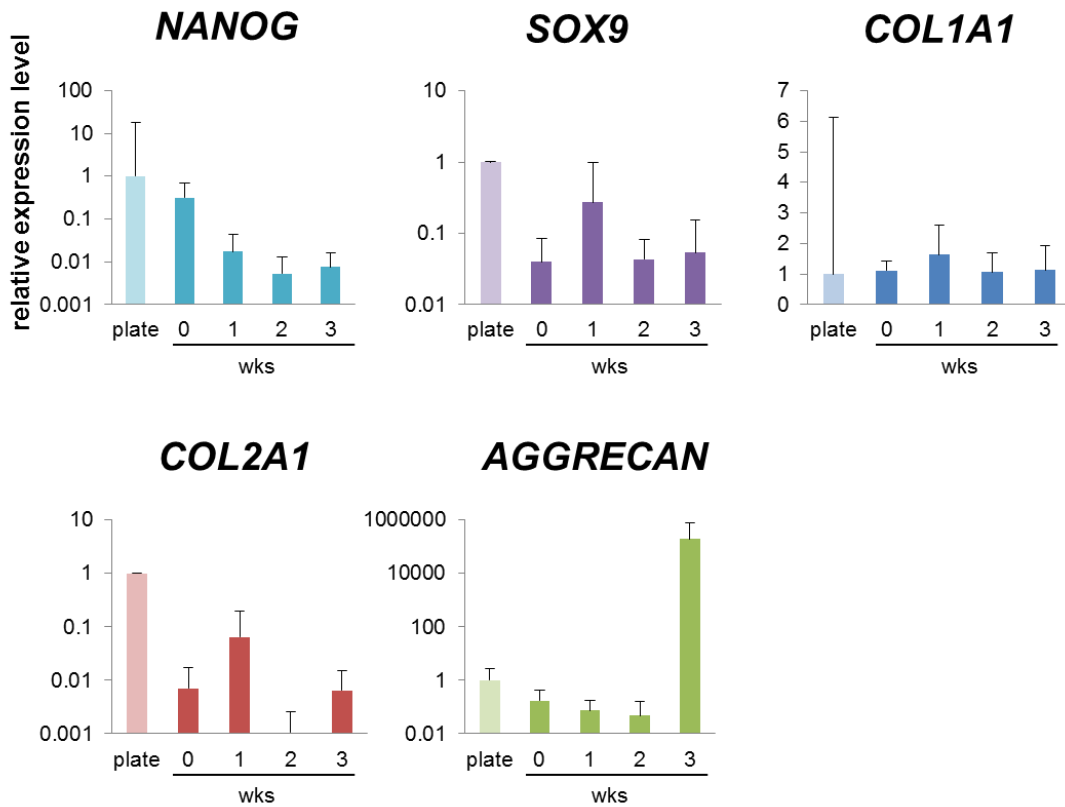 NANOG
relative expression level
100
10
1
0.1
0.01
0.001
plate 0 1 2 3
wks
SOX9
10
1
0.1
0.01
plate 0 1 2 3
wks
COL1A1
7
6
5
4
3
2
1
0
plate 0 1 2 3
wks
COL2A1
10
1
0.1
0.01
0.001
plate 0 1 2 3
wks
AGGRECAN
1000000
10000
100
1
0.01
plate 0 1 2 3
wks